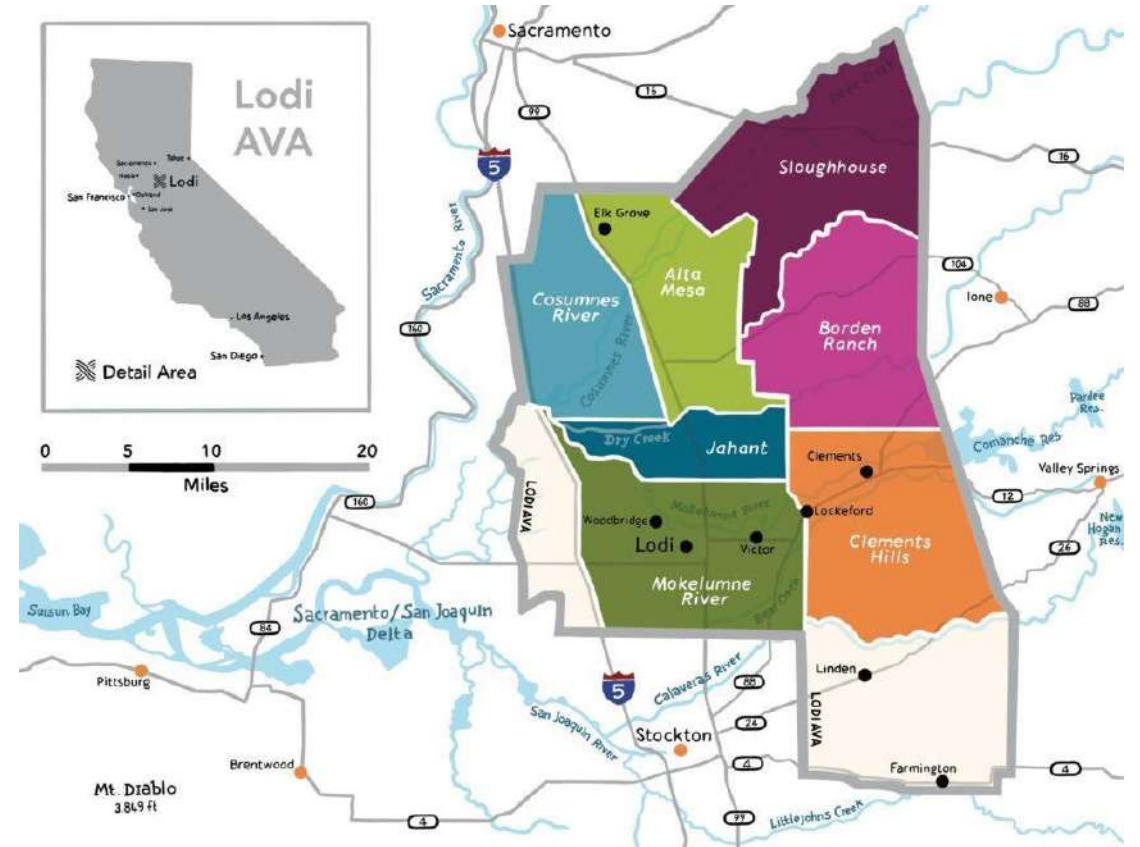 Lodi
AVA
Sacramento
Tahoe
Napa
Lodi
San Francisco
Oakland
San Jose
Los Angeles
San Diego
Detail Area
5 10 20
Miles
Sacramento
16
99
5
16
Deer Creek
Sloughhouse
Sacramento River
Elk Grove
Alta
Mesa
104
Ione
88
Cosumnes
River
Cosumnes River
160
Borden
Ranch
Pardee
Res.
Comanche Res
Dry Creek
Jahant
Clements
Valley Springs
12
160
LODI AVA
Mokelumne River
Woodbridge
Lockeford
New
Hogan
Res.
Lodi
Victor
Clements
Hills
26
Mokelumne
River
Bear Creek
Suisun Bay
Sacramento/San Joaquin
Delta
84
Pittsburg
5
Calaveras River
88
Linden
LODI AVA
San Joaquin River
24
Stockton
4
Farmington
4
Brentwood
Mt. Diablo
3849 ft
4
99
Littlejohns Creek